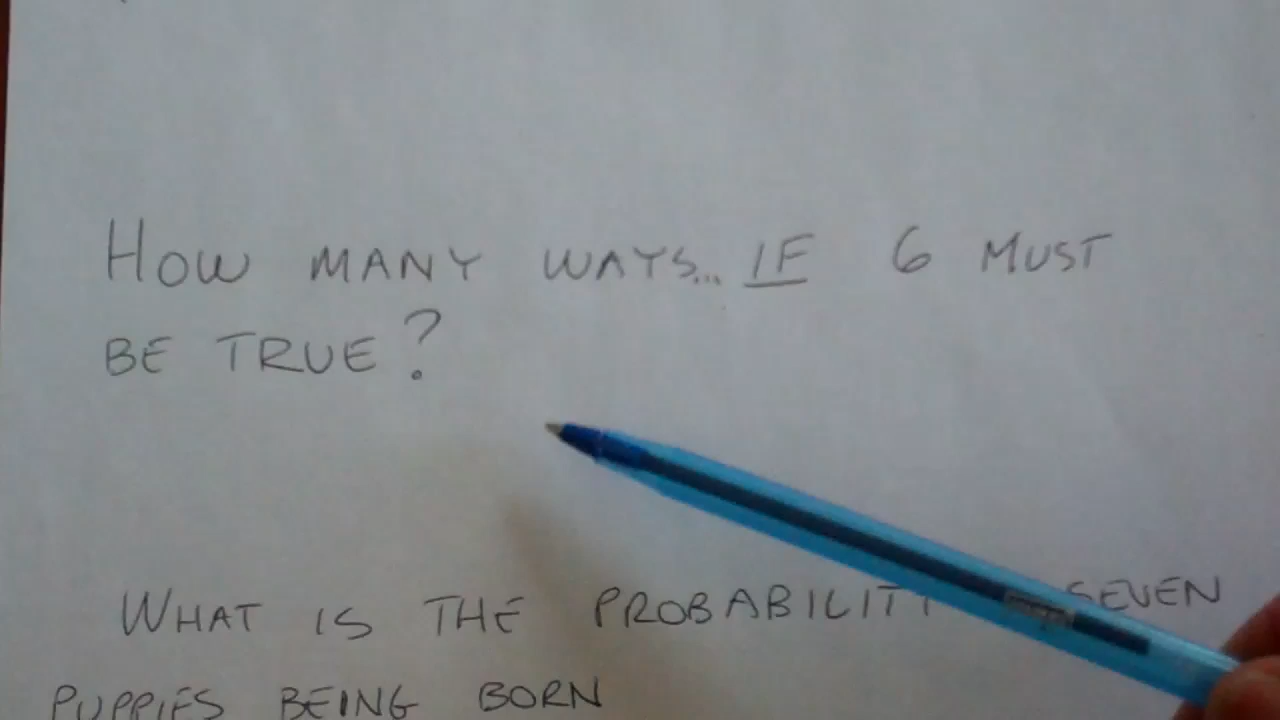 HOW MANY WAYS... IF 6 MUST
BE TRUE?
WHAT IS THE PROBABILIT SEVEN
PUPPIES BEING BORN